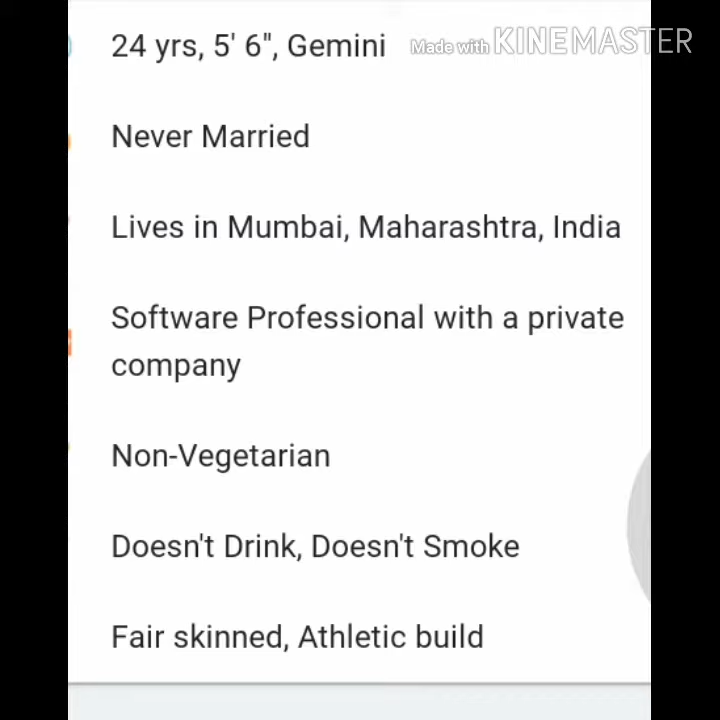 24 yrs, 5' 6", Gemini
Made with KINEMASTER
Never Married
Lives in Mumbai, Maharashtra, India
Software Professional with a private
company
Non-Vegetarian
Doesn't Drink, Doesn't Smoke
Fair skinned, Athletic build